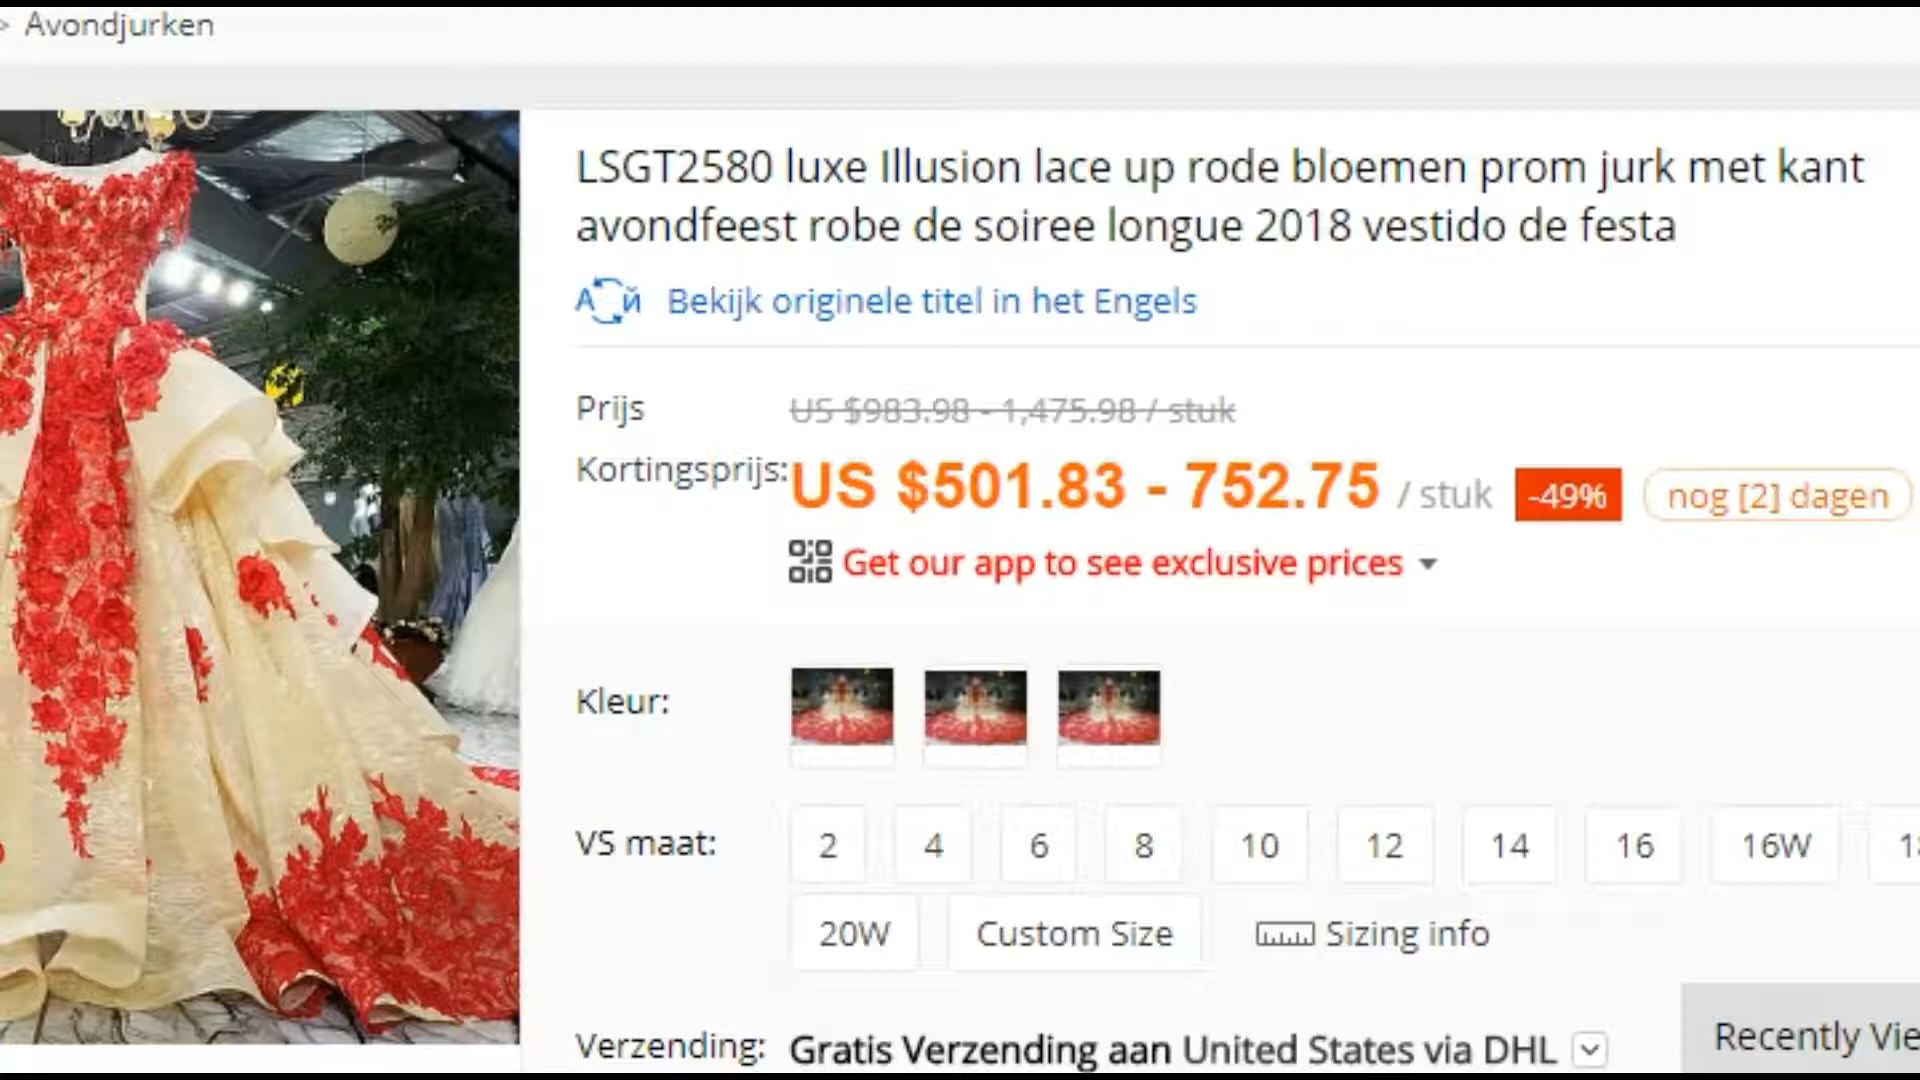 > Avondjurken
LSGT2580 luxe Illusion lace up rode bloemen prom jurk met kant
avondfeest robe de soiree longue 2018 vestido de festa
Bekijk originele titel in het Engels
Prijs US $983.98 - 1,475.98 / stuk
Kortingsprijs: US $501.83 - 752.75 / stuk -49% nog [2] dagen
Get our app to see exclusive prices
Kleur:
VS maat: 2 4 6 8 10 12 14 16 16W
20W Custom Size Sizing info
Verzending: Gratis Verzending aan United States via DHL
Recently